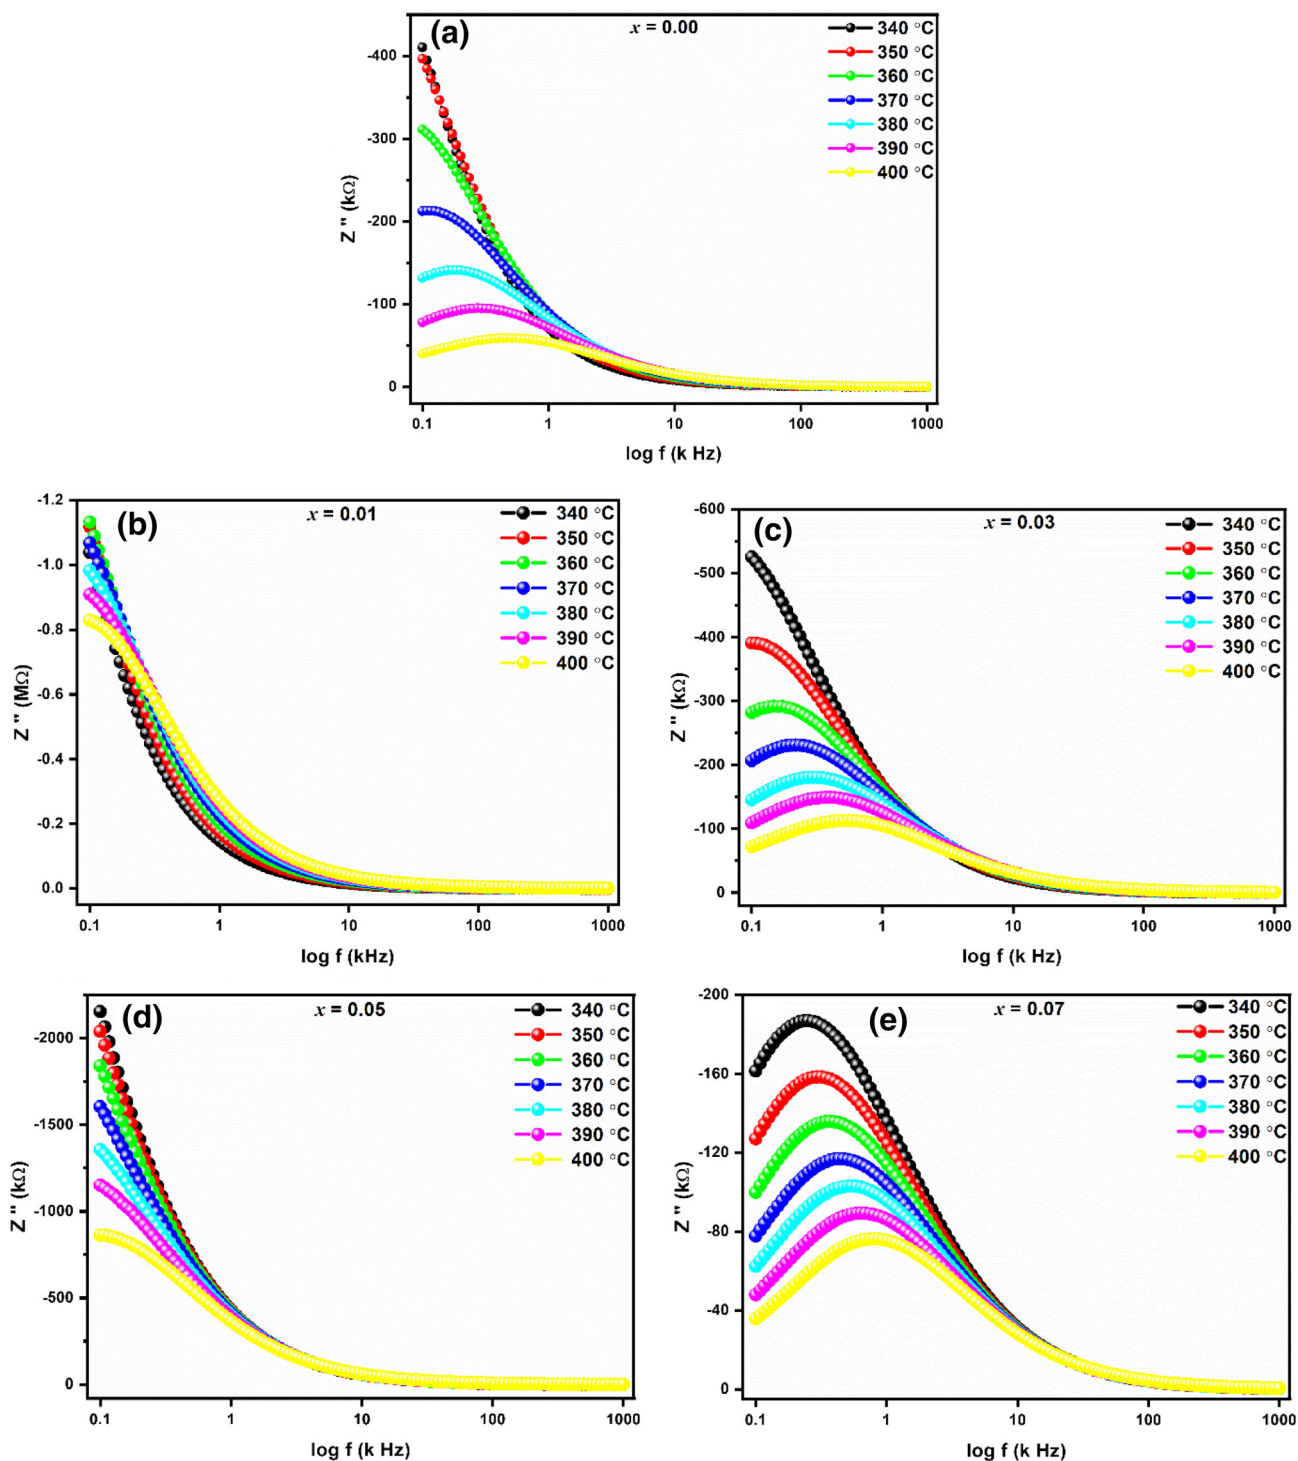 (a)
x = 0.00
340 °C
350 °C
360 °C
370 °C
380 °C
390 °C
400 °C
-400
-300
-200
-100
0
Z '' (kΩ)
0.1 1 10 100 1000
log f (k Hz)
(b)
x = 0.01
340 °C
350 °C
360 °C
370 °C
380 °C
390 °C
400 °C
-1.2
-1.0
-0.8
-0.6
-0.4
-0.2
0.0
Z '' (MΩ)
0.1 1 10 100 1000
log f (kHz)
(c)
x = 0.03
340 °C
350 °C
360 °C
370 °C
380 °C
390 °C
400 °C
-600
-500
-400
-300
-200
-100
0
Z '' (kΩ)
0.1 1 10 100 1000
log f (k Hz)
(d)
x = 0.05
340 °C
350 °C
360 °C
370 °C
380 °C
390 °C
400 °C
-2000
-1500
-1000
-500
0
Z '' (kΩ)
0.1 1 10 100 1000
log f (k Hz)
(e)
x = 0.07
340 °C
350 °C
360 °C
370 °C
380 °C
390 °C
400 °C
-200
-160
-120
-80
-40
0
Z '' (kΩ)
0.1 1 10 100 1000
log f (k Hz)